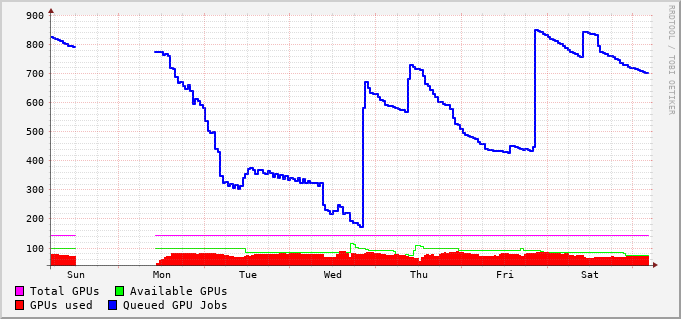 900
800
700
600
500
400
300
200
100
Sun Mon Tue Wed Thu Fri Sat
Total GPUs Available GPUs
GPUs used Queued GPU Jobs
RRDTOOL / TOBI OETIKER